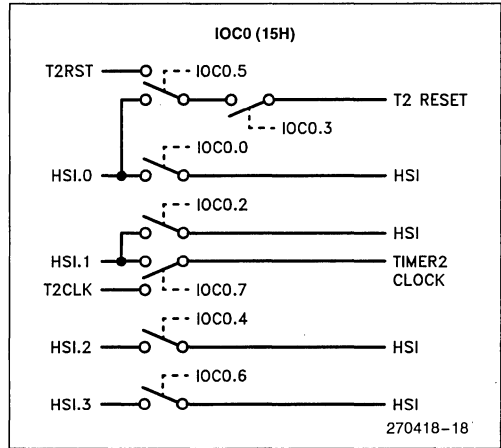 IOC0 (15H)
T2RST
IOC0.5
T2 RESET
IOC0.3
IOC0.0
HSI.0
HSI
IOC0.2
HSI
HSI.1
TIMER2
CLOCK
T2CLK
IOC0.7
IOC0.4
HSI.2
HSI
IOC0.6
HSI.3
HSI
270418-18